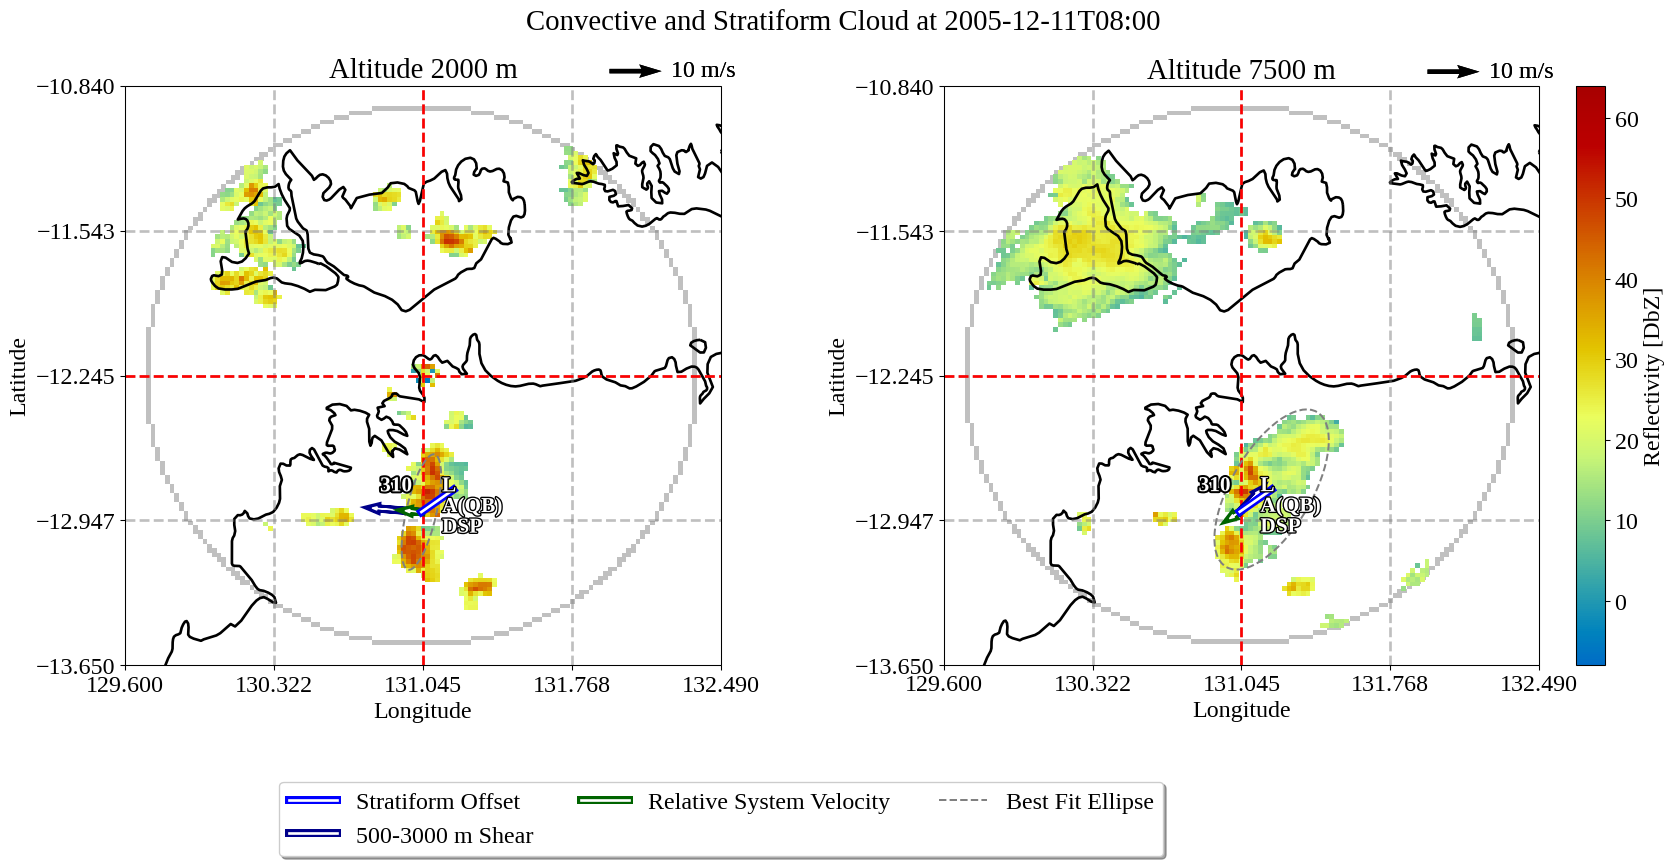 Convective and Stratiform Cloud at 2005-12-11T08:00
Altitude 2000 m
10 m/s
−10.840
−11.543
−12.245
−12.947
−13.650
Latitude
129.600
130.322
131.045
131.768
132.490
Longitude
310
L
A(QB)
DSP
Altitude 7500 m
10 m/s
−10.840
−11.543
−12.245
−12.947
−13.650
Latitude
129.600
130.322
131.045
131.768
132.490
Longitude
310
L
A(QB)
DSP
60
50
40
30
20
10
0
Reflectivity [DbZ]
Stratiform Offset
500-3000 m Shear
Relative System Velocity
Best Fit Ellipse